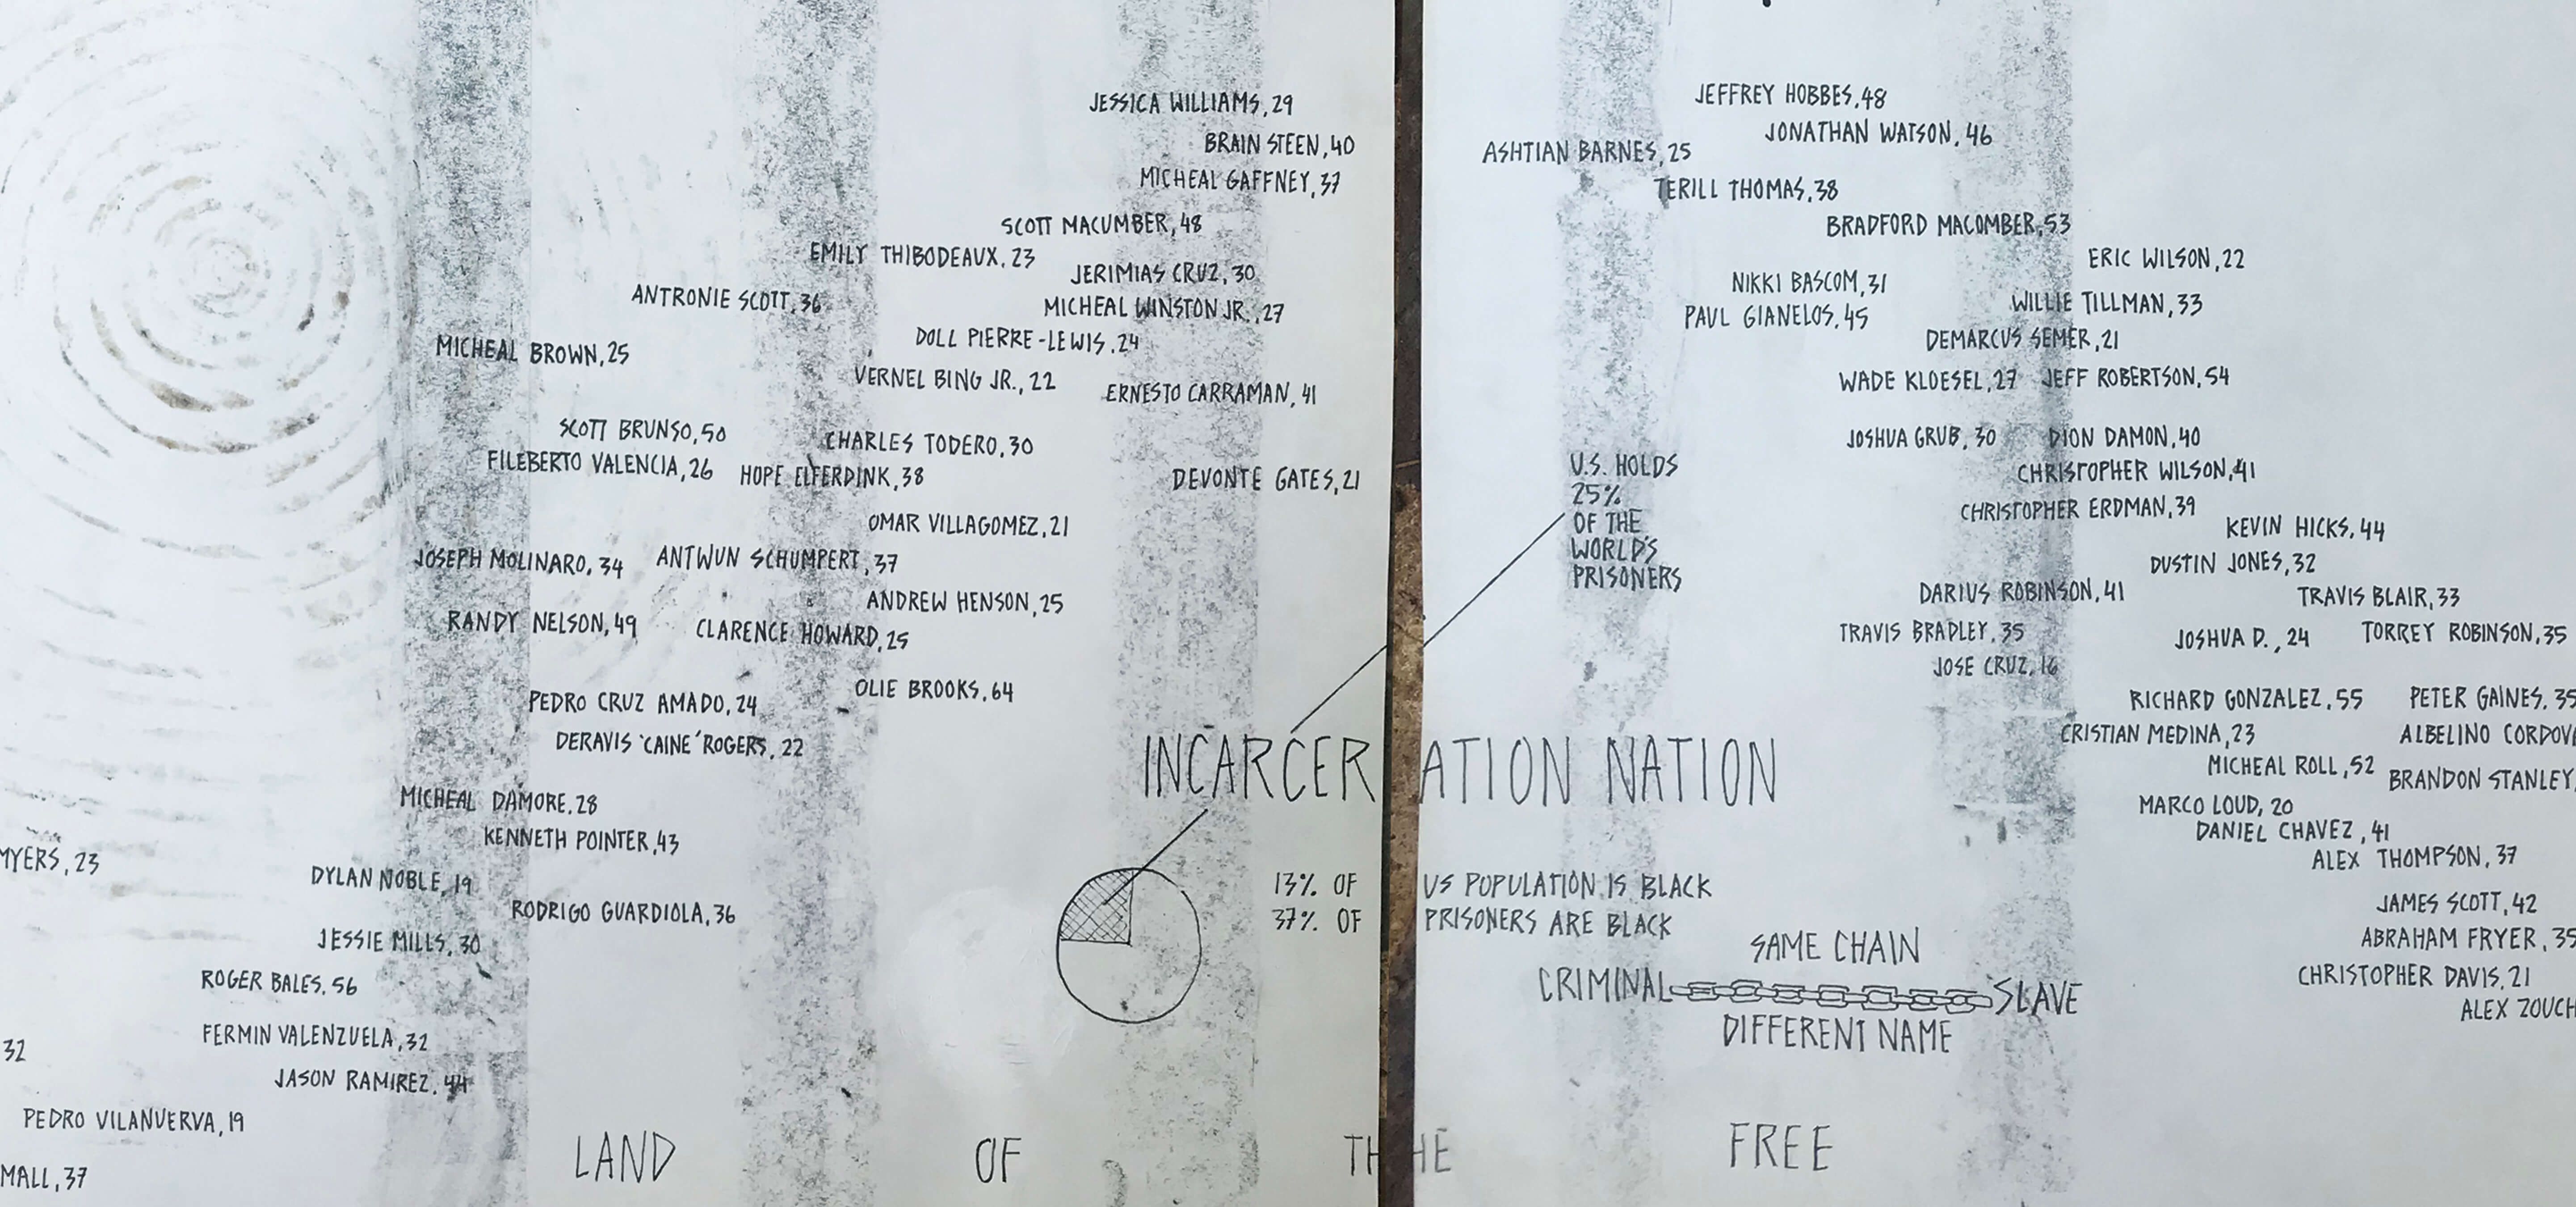 JESSICA WILLIAMS, 29
BRAIN STEEN, 40
MICHEAL GAFFNEY, 37
SCOTT MACUMBER, 48
EMILY THIBODEAUX, 23
JERIMIAS CRUZ, 30
ANTRONIE SCOTT, 36
MICHEAL WINSTON JR., 27
DOLL PIERRE-LEWIS, 24
MICHEAL BROWN, 25
VERNEL BING JR., 22
ERNESTO CARRAMAN, 41
SCOTT BRUNSO, 50
CHARLES TODERO, 30
FILEBERTO VALENCIA, 26
HOPE ELFERDINK, 38
DEVONTE GATES, 21
OMAR VILLAGOMEZ, 21
JOSEPH MOLINARO, 34
ANTWUN SCHUMPERT, 37
ANDREW HENSON, 25
RANDY NELSON, 49
CLARENCE HOWARD, 25
OLIE BROOKS, 64
PEDRO CRUZ AMADO, 24
DERAVIS 'CAINE' ROGERS, 22
MICHEAL DAMORE, 28
KENNETH POINTER, 43
MYERS, 23
DYLAN NOBLE, 19
RODRIGO GUARDIOLA, 36
JESSIE MILLS, 30
ROGER BALES, 56
FERMIN VALENZUELA, 32
32
JASON RAMIREZ, 44
PEDRO VILANUERVA, 19
MALL, 37
JEFFREY HOBBES, 48
JONATHAN WATSON, 46
ASHTIAN BARNES, 25
TERILL THOMAS, 38
BRADFORD MACOMBER, 53
ERIC WILSON, 22
NIKKI BASCOM, 31
WILLIE TILLMAN, 33
PAUL GIANELOS, 45
DEMARCUS SEMER, 21
WADE KLOESEL, 27
JEFF ROBERTSON, 54
JOSHUA GRUB, 30
DION DAMON, 40
CHRISTOPHER WILSON, 41
CHRISTOPHER ERDMAN, 39
KEVIN HICKS, 44
DUSTIN JONES, 32
DARIUS ROBINSON, 41
TRAVIS BLAIR, 33
TRAVIS BRADLEY, 35
JOSHUA D., 24
TORREY ROBINSON, 35
JOSE CRUZ, 16
RICHARD GONZALEZ, 55
PETER GAINES, 35
CRISTIAN MEDINA, 23
ALBELINO CORDOV
MICHEAL ROLL, 52
BRANDON STANLEY,
MARCO LOUD, 20
DANIEL CHAVEZ, 41
ALEX THOMPSON, 37
JAMES SCOTT, 42
ABRAHAM FRYER, 35
CHRISTOPHER DAVIS, 21
ALEX ZOUCH
U.S. HOLDS
25%
OF THE
WORLD'S
PRISONERS
INCARCERATION NATION
13% OF US POPULATION IS BLACK
37% OF PRISONERS ARE BLACK
SAME CHAIN
CRIMINAL SLAVE
DIFFERENT NAME
LAND OF THHE FREE